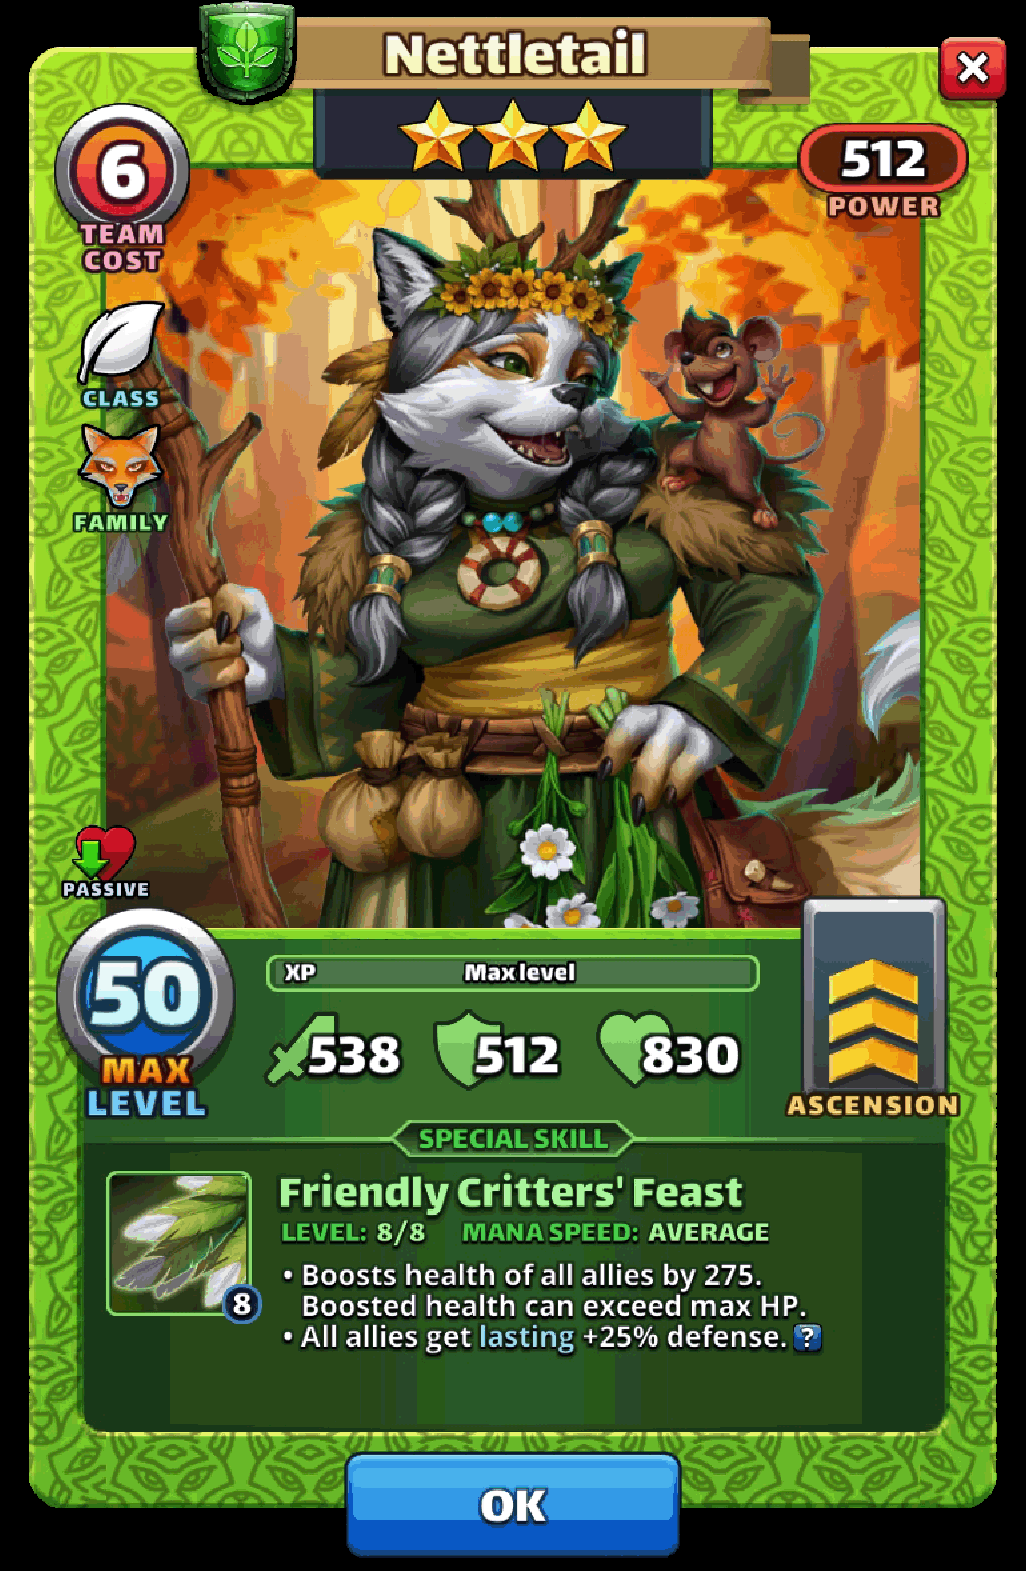 Nettletail
6
TEAM
COST
512
POWER
CLASS
FAMILY
PASSIVE
50
MAX
LEVEL
XP Max level
538 512 830
ASCENSION
SPECIAL SKILL
Friendly Critters' Feast
LEVEL: 8/8 MANA SPEED: AVERAGE
8
• Boosts health of all allies by 275.
Boosted health can exceed max HP.
• All allies get lasting +25% defense. ?
OK